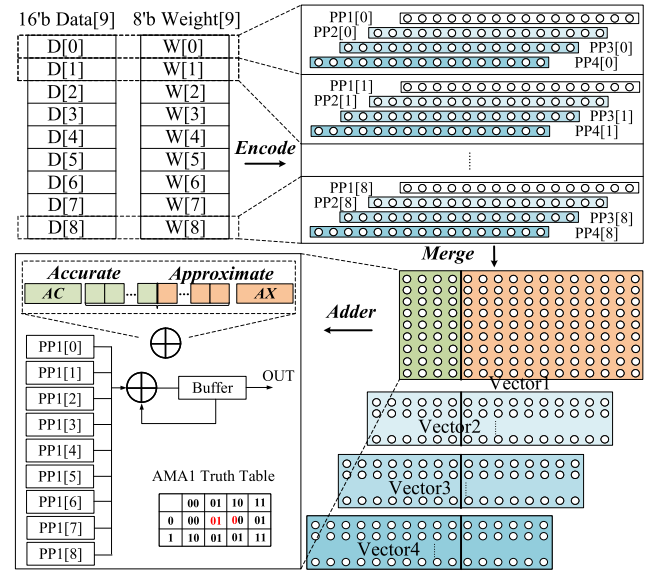 16'b Data[9] 8'b Weight[9]
D[0] W[0]
D[1] W[1]
D[2] W[2]
D[3] W[3]
D[4] W[4]
D[5] W[5]
D[6] W[6]
D[7] W[7]
D[8] W[8]
Encode
PP1[0]
PP2[0]
PP3[0]
PP4[0]
PP1[1]
PP2[1]
PP3[1]
PP4[1]
PP1[8]
PP2[8]
PP3[8]
PP4[8]
Merge
Adder
Vector1
Vector2
Vector3
Vector4
Accurate Approximate
AC ... ... AX
PP1[0]
PP1[1]
PP1[2]
PP1[3]
PP1[4]
PP1[5]
PP1[6]
PP1[7]
PP1[8]
Buffer
OUT
AMA1 Truth Table
00 01 10 11
0 00 01 00 01
1 10 01 01 11